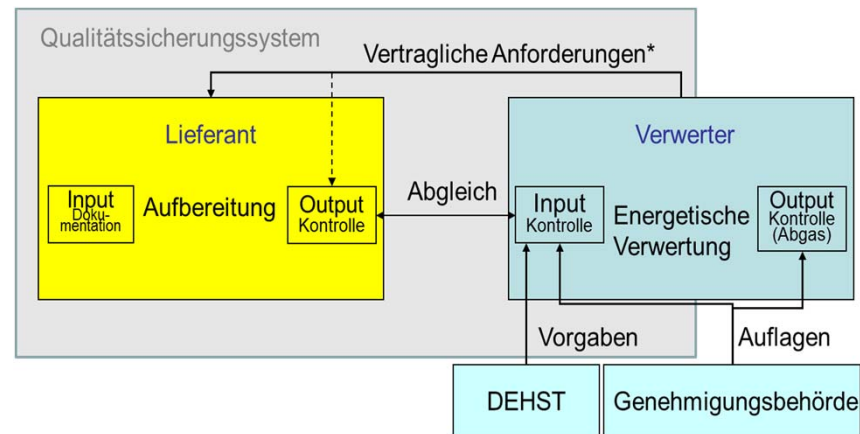 Qualitätssicherungssystem
Vertragliche Anforderungen*
Lieferant
Verwerter
Input
Doku-
mentation
Aufbereitung
Output
Kontrolle
Abgleich
Input
Kontrolle
Energetische
Verwertung
Output
Kontrolle
(Abgas)
Vorgaben
Auflagen
DEHST
Genehmigungsbehörde